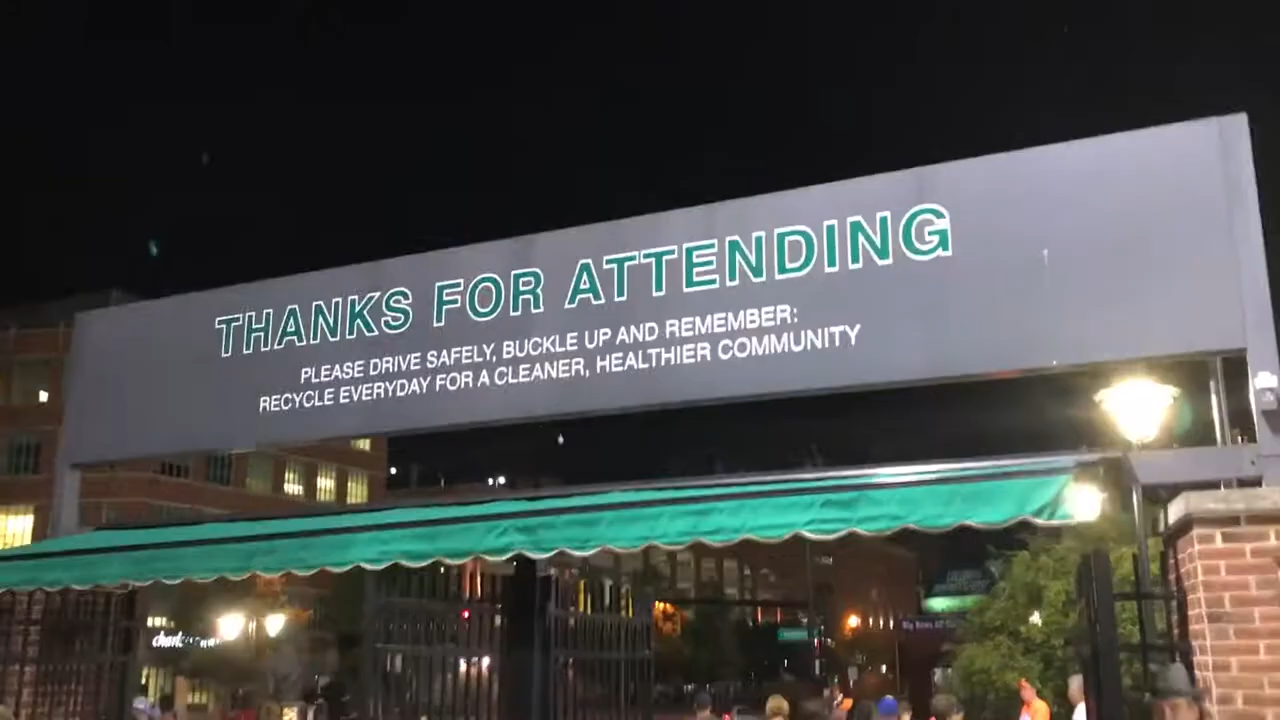 THANKS FOR ATTENDING
PLEASE DRIVE SAFELY, BUCKLE UP AND REMEMBER:
RECYCLE EVERYDAY FOR A CLEANER, HEALTHIER COMMUNITY